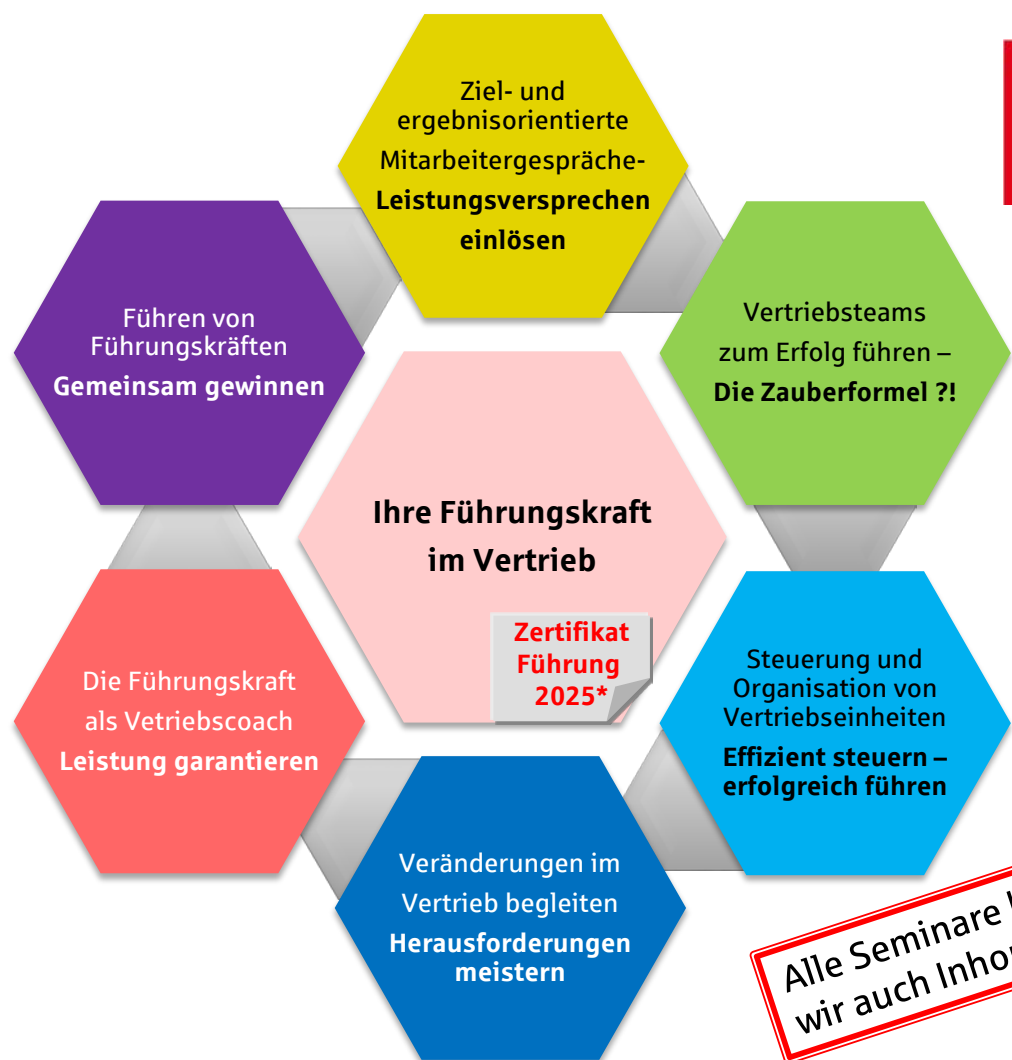 Ziel- und
ergebnisorientierte
Mitarbeitergespräche-
Leistungsversprechen
einlösen
Vertriebsteams
zum Erfolg führen –
Die Zauberformel ?!
Steuerung und
Organisation von
Vertriebseinheiten
Effizient steuern –
erfolgreich führen
Veränderungen im
Vertrieb begleiten
Herausforderungen
meistern
Die Führungskraft
als Vetriebscoach
Leistung garantieren
Führen von
Führungskräften
Gemeinsam gewinnen
Ihre Führungskraft
im Vertrieb
Zertifikat
Führung
2025*
Alle Seminare
wir auch